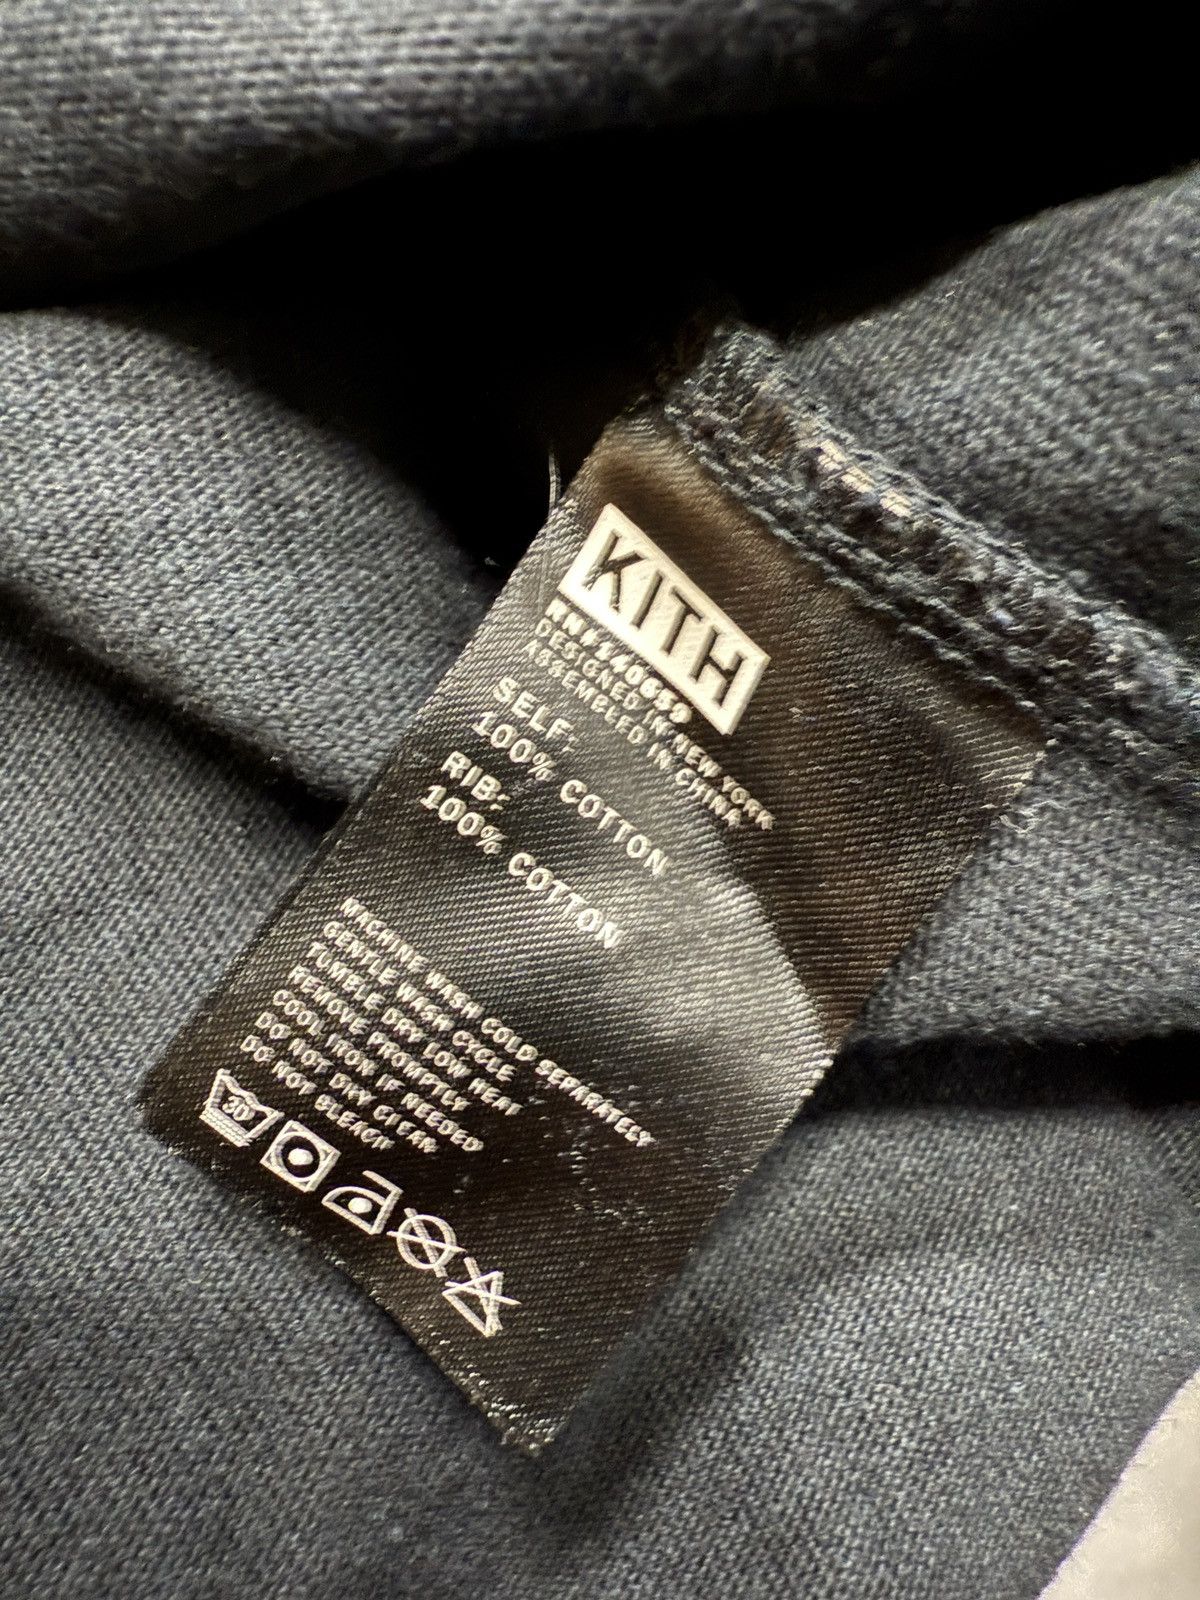 KITH
RN#140659
DESIGNED IN NEW YORK
ASSEMBLED IN CHINA
SELF:
100% COTTON
RIB:
100% COTTON
MACHINE WASH COLD SEPARATELY
GENTLE WASH CYCLE
TUMBLE DRY LOW HEAT
REMOVE PROMPTLY
COOL IRON IF NEEDED
DO NOT DRY CLEAN
DO NOT BLEACH
30